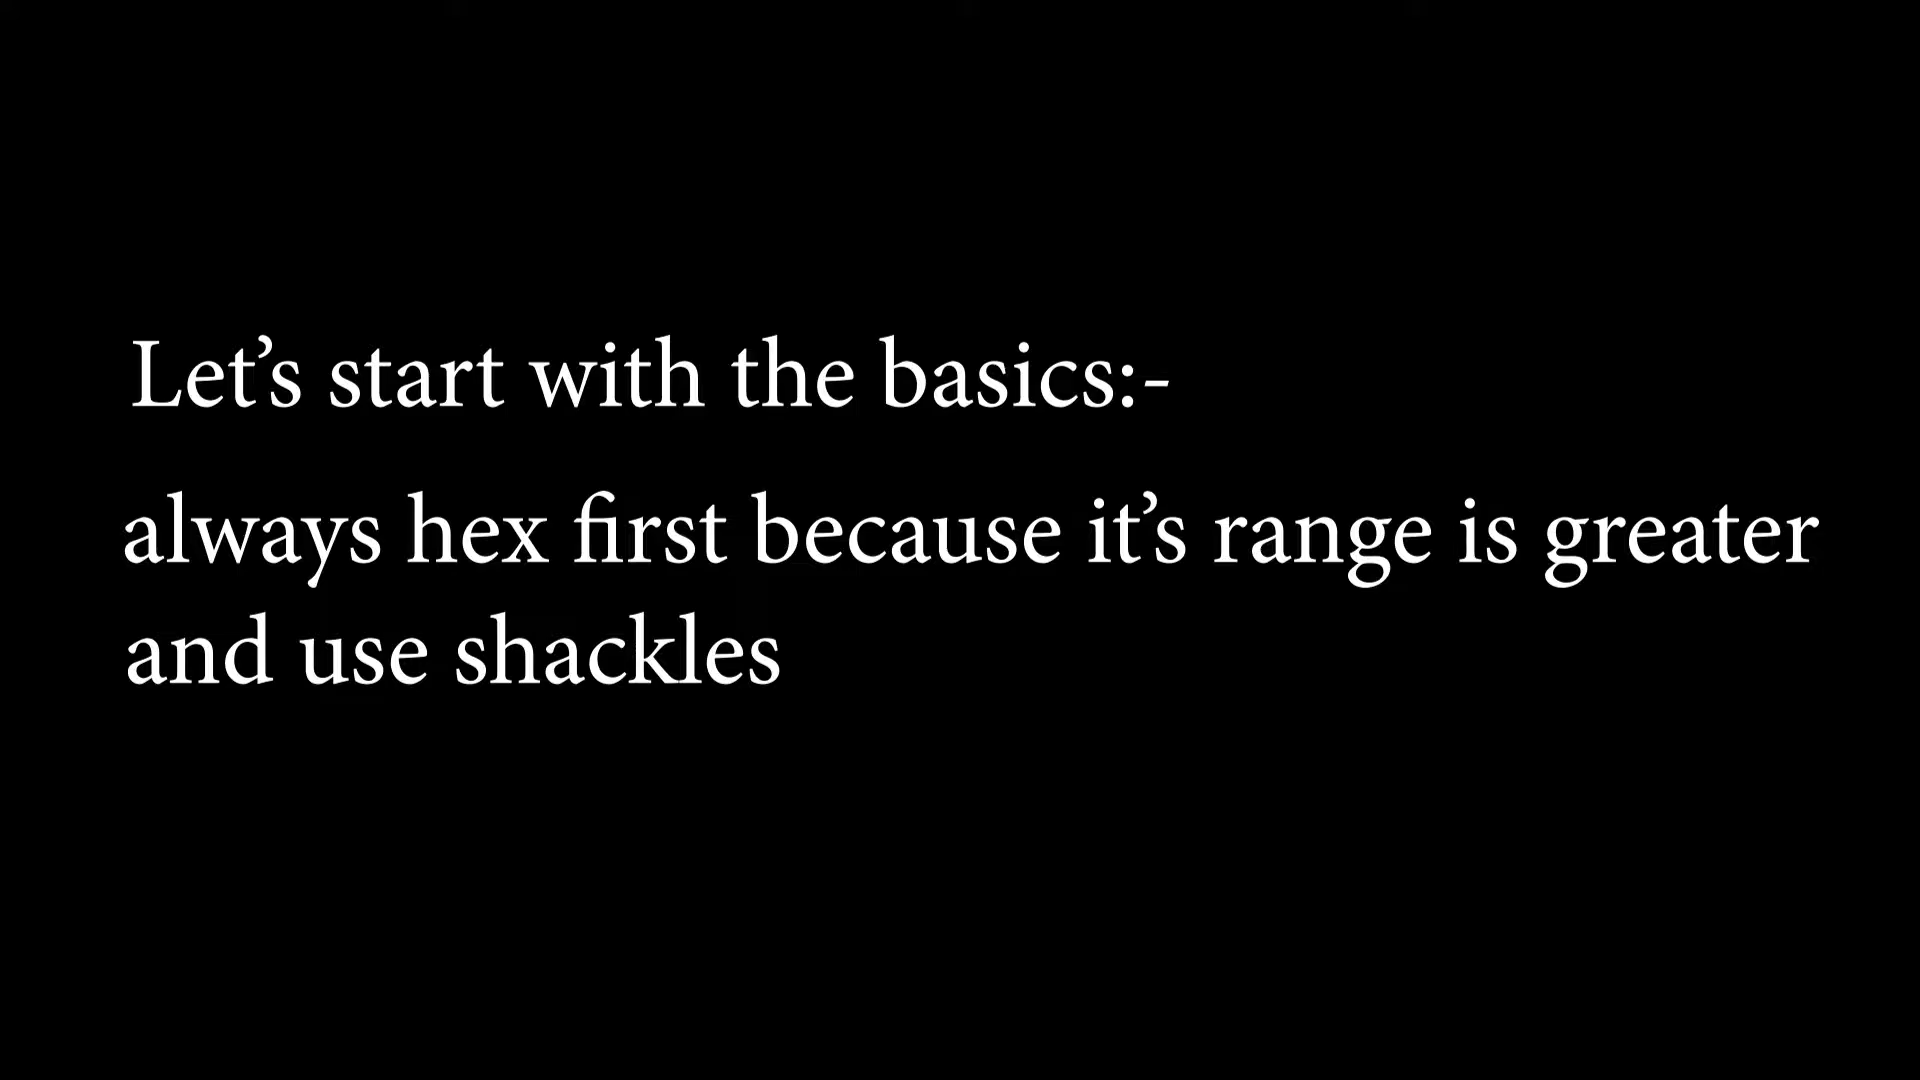 Let’s start with the basics:-
always hex first because it’s range is greater
and use shackles